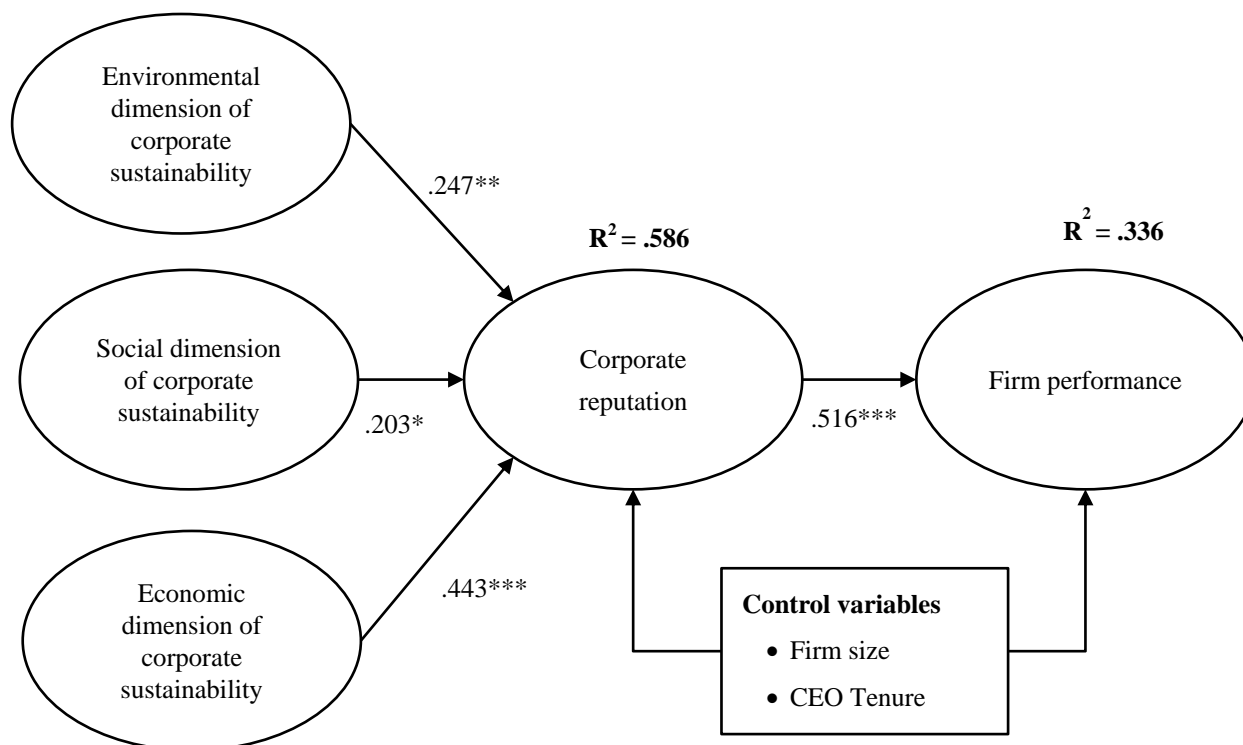 Environmental
dimension of
corporate
sustainability
.247**
R² = .586
R² = .336
Social dimension
of corporate
sustainability
.203*
Corporate
reputation
.516***
Firm performance
Economic
dimension of
corporate
sustainability
.443***
Control variables
• Firm size
• CEO Tenure